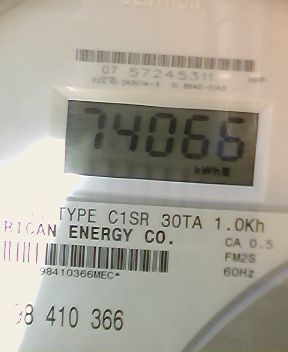 07 57245311
74066
kWh
TYPE C1SR 30TA 1.0Kh
RICAN ENERGY CO.
CA 0.5
FM2S
98410366MEC*
60Hz
98 410 366